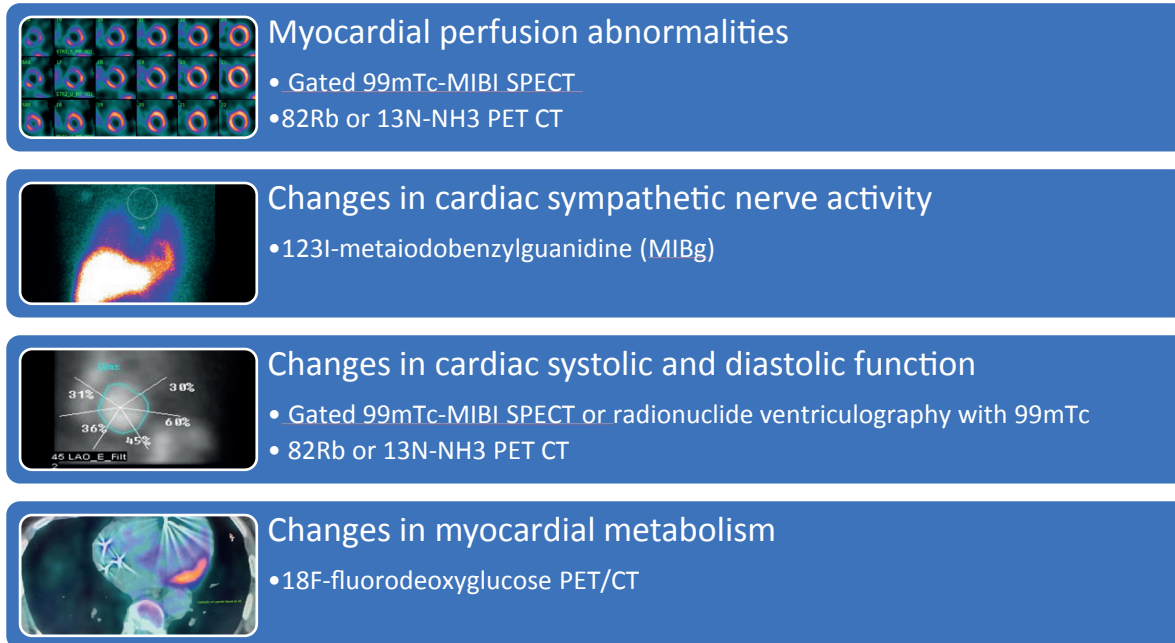 Myocardial perfusion abnormalities
• Gated 99mTc-MIBI SPECT
•82Rb or 13N-NH3 PET CT
Changes in cardiac sympathetic nerve activity
•123I-metaiodobenzylguanidine (MIBg)
31%
30%
60%
36%
45%
45 LAO_E_Filt
2
Changes in cardiac systolic and diastolic function
• Gated 99mTc-MIBI SPECT or radionuclide ventriculography with 99mTc
• 82Rb or 13N-NH3 PET CT
Changes in myocardial metabolism
•18F-fluorodeoxyglucose PET/CT